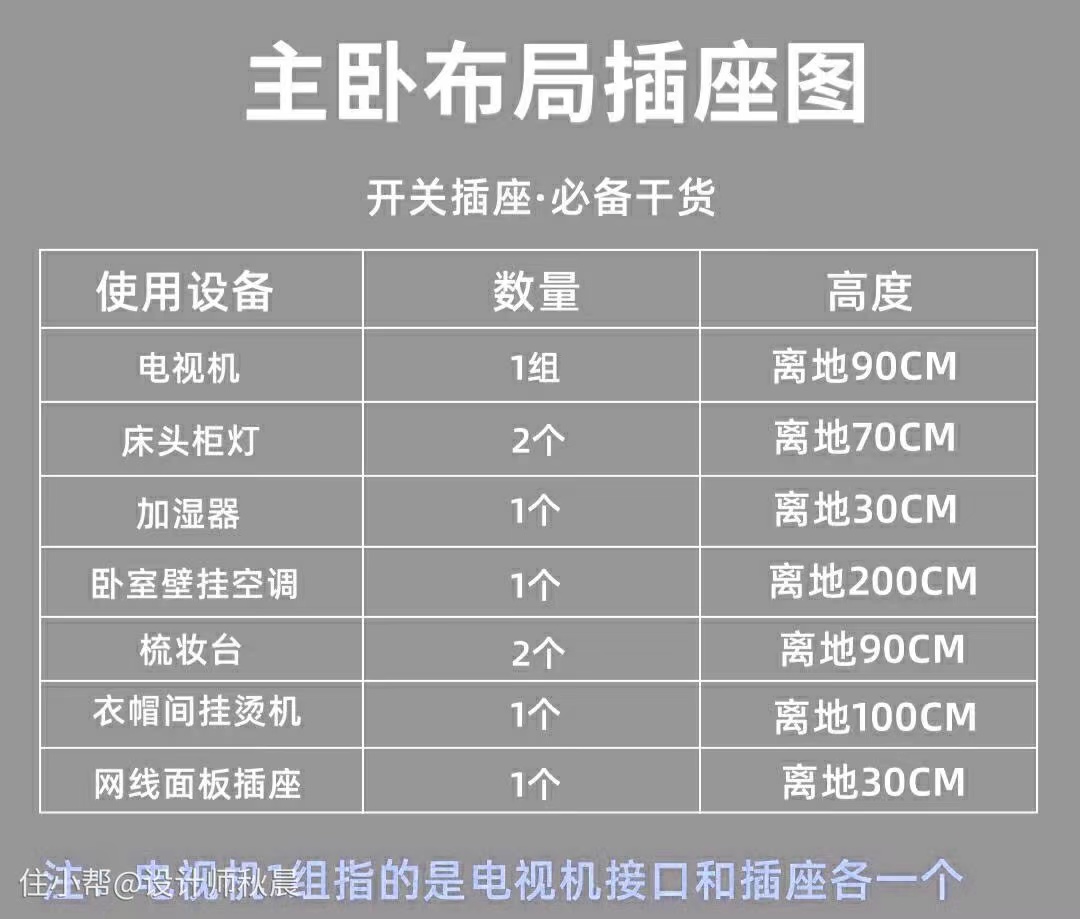 主卧布局插座图
开关插座·必备干货
使用设备 数量 高度
电视机 1组 离地90CM
床头柜灯 2个 离地70CM
加湿器 1个 离地30CM
卧室壁挂空调 1个 离地200CM
梳妆台 2个 离地90CM
衣帽间挂烫机 1个 离地100CM
网线面板插座 1个 离地30CM
注：电视机1组指的是电视机接口和插座各一个
住小帮@设计师秋晨